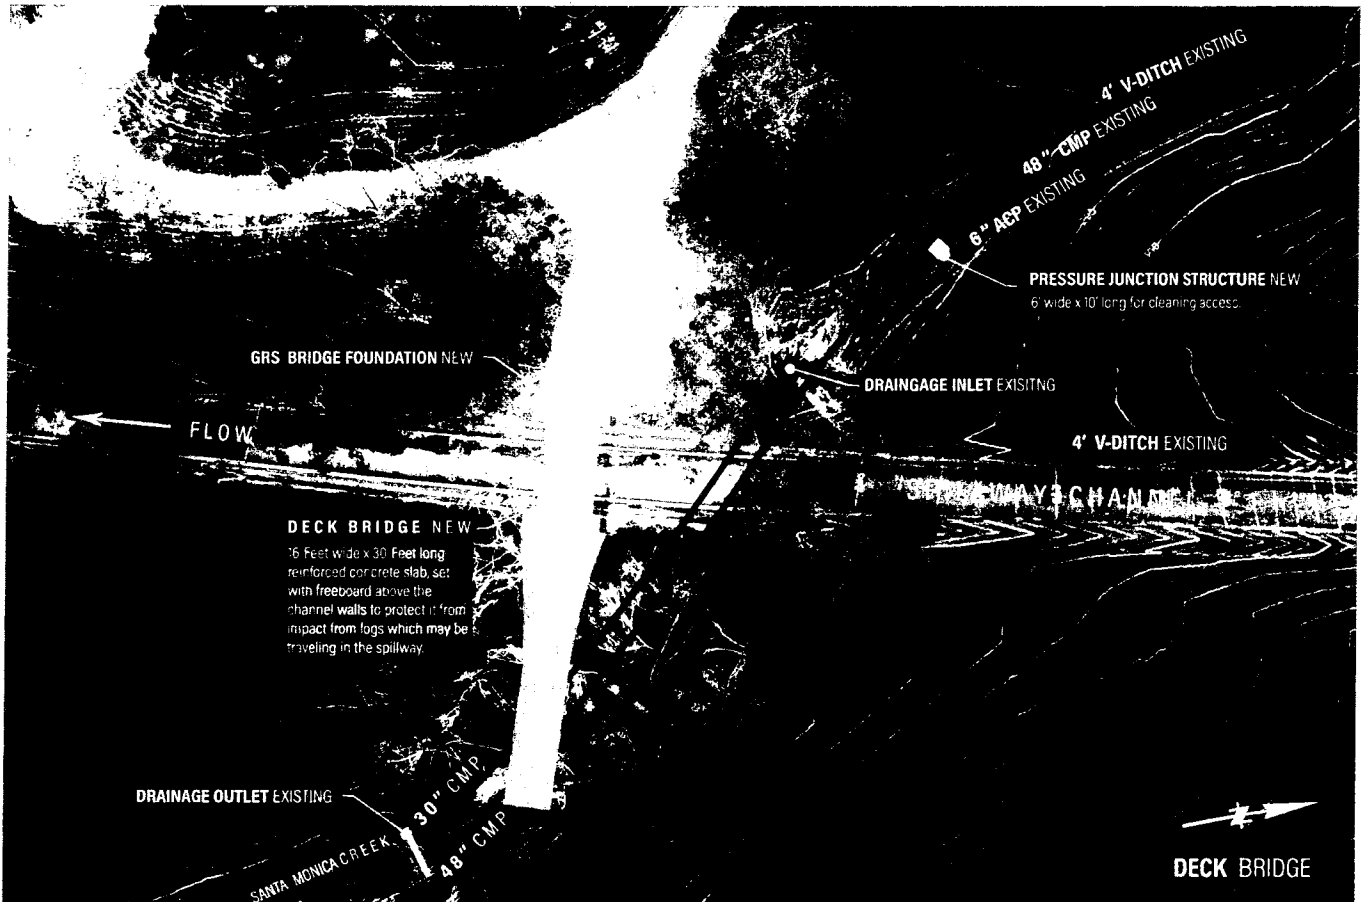 4' V-DITCH EXISTING
48" CMP EXISTING
6" ACP EXISTING
PRESSURE JUNCTION STRUCTURE NEW
6' wide x 10' long for cleaning access.
GRS BRIDGE FOUNDATION NEW
DRAINGAGE INLET EXISITNG
FLOW
4' V-DITCH EXISTING
SPILLWAY CHANNEL
DECK BRIDGE NEW
16 Feet wide x 30 Feet long
reinforced concrete slab, set
with freeboard above the
channel walls to protect it from
impact from logs which may be
traveling in the spillway.
DRAINAGE OUTLET EXISTING
30" CMP
48" CMP
SANTA MONICA CREEK
DECK BRIDGE